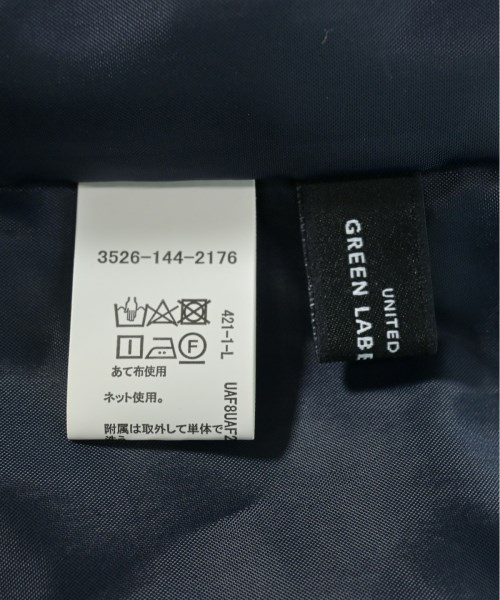 3526-144-2176
F
あて布使用
ネット使用。
附属は取外して単体で
421-1-L
UAF8UAF2
UNITED
GREEN LABE